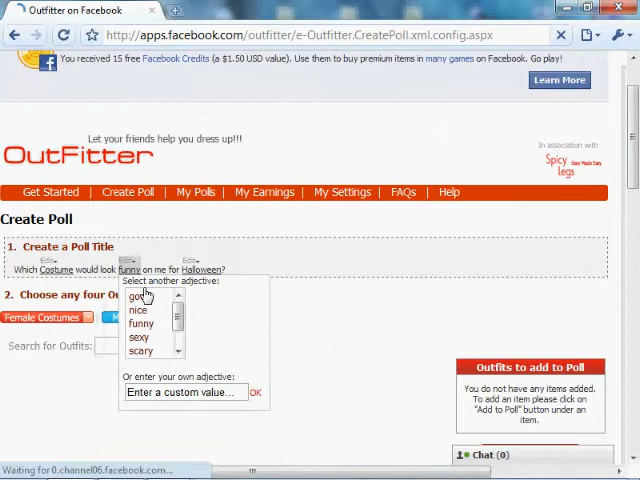 Outfitter on Facebook
http://apps.facebook.com/outfitter/e-Outfitter.CreatePoll.xml.config.aspx
You received 15 free Facebook Credits (a $1.50 USD value). Use them to buy premium items in many games on Facebook. Go play!
Learn More
Let your friends help you dress up!!!
OutFitter
In association with
Spicy Legs
Get Started | Create Poll | My Polls | My Earnings | My Settings | FAQs | Help
Create Poll
1. Create a Poll Title
Edit Edit Edit
Which Costume would look funny on me for Halloween?
Select another adjective:
2. Choose any four Ou
nice
funny
sexy
scary
Female Costumes
Search for Outfits:
Or enter your own adjective:
Enter a custom value... OK
Outfits to add to Poll
You do not have any items added.
To add an item please click on
"Add to Poll" button under an
item.
Chat (0)
Waiting for 0.channel06.facebook.com...